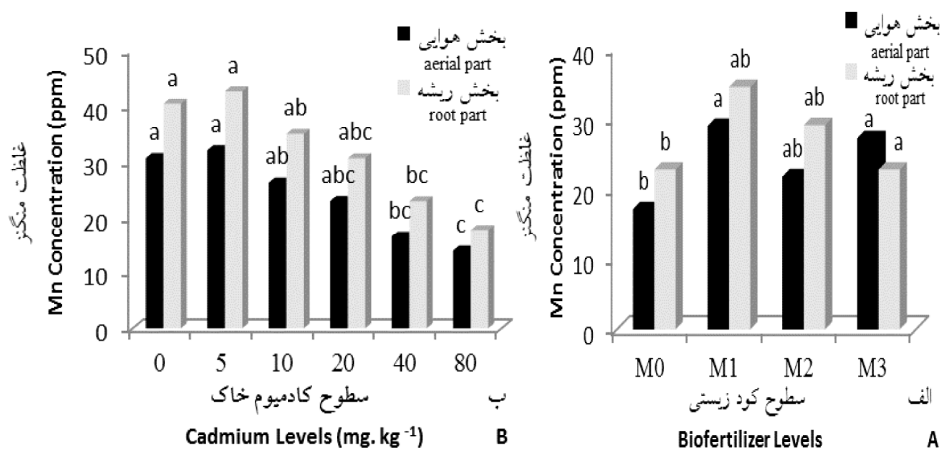 B
بخش هوایی
aerial part
بخش ریشه
root part
غلظت منگنز
Mn Concentration (ppm)
50
40
30
20
10
0
a a a a ab ab abc abc bc bc c c
0 5 10 20 40 80
سطوح کادمیوم خاک
ب
Cadmium Levels (mg. kg -1)
A
بخش هوایی
aerial part
بخش ریشه
root part
غلظت منگنز
Mn Concentration (ppm)
40
30
20
10
0
b b a ab ab ab a a
M0 M1 M2 M3
سطوح کود زیستی
الف
Biofertilizer Levels